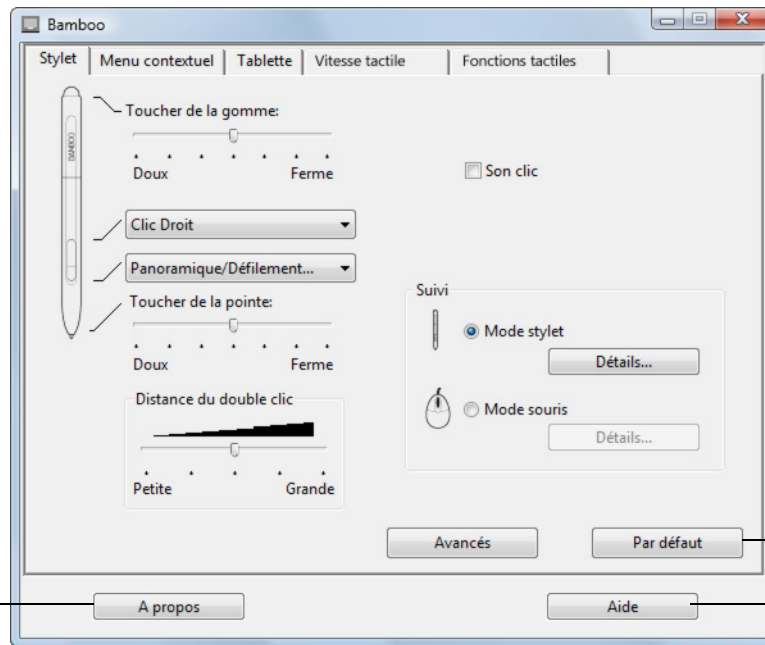 Bamboo
Stylet Menu contextuel Tablette Vitesse tactile Fonctions tactiles
Toucher de la gomme:
BAMBOO
Doux Ferme
Son clic
Clic Droit
Panoramique/Défilement...
Toucher de la pointe:
Doux Ferme
Suivi
Mode stylet
Détails...
Distance du double clic
Mode souris
Détails...
Petite Grande
Avancés Par défaut
A propos Aide